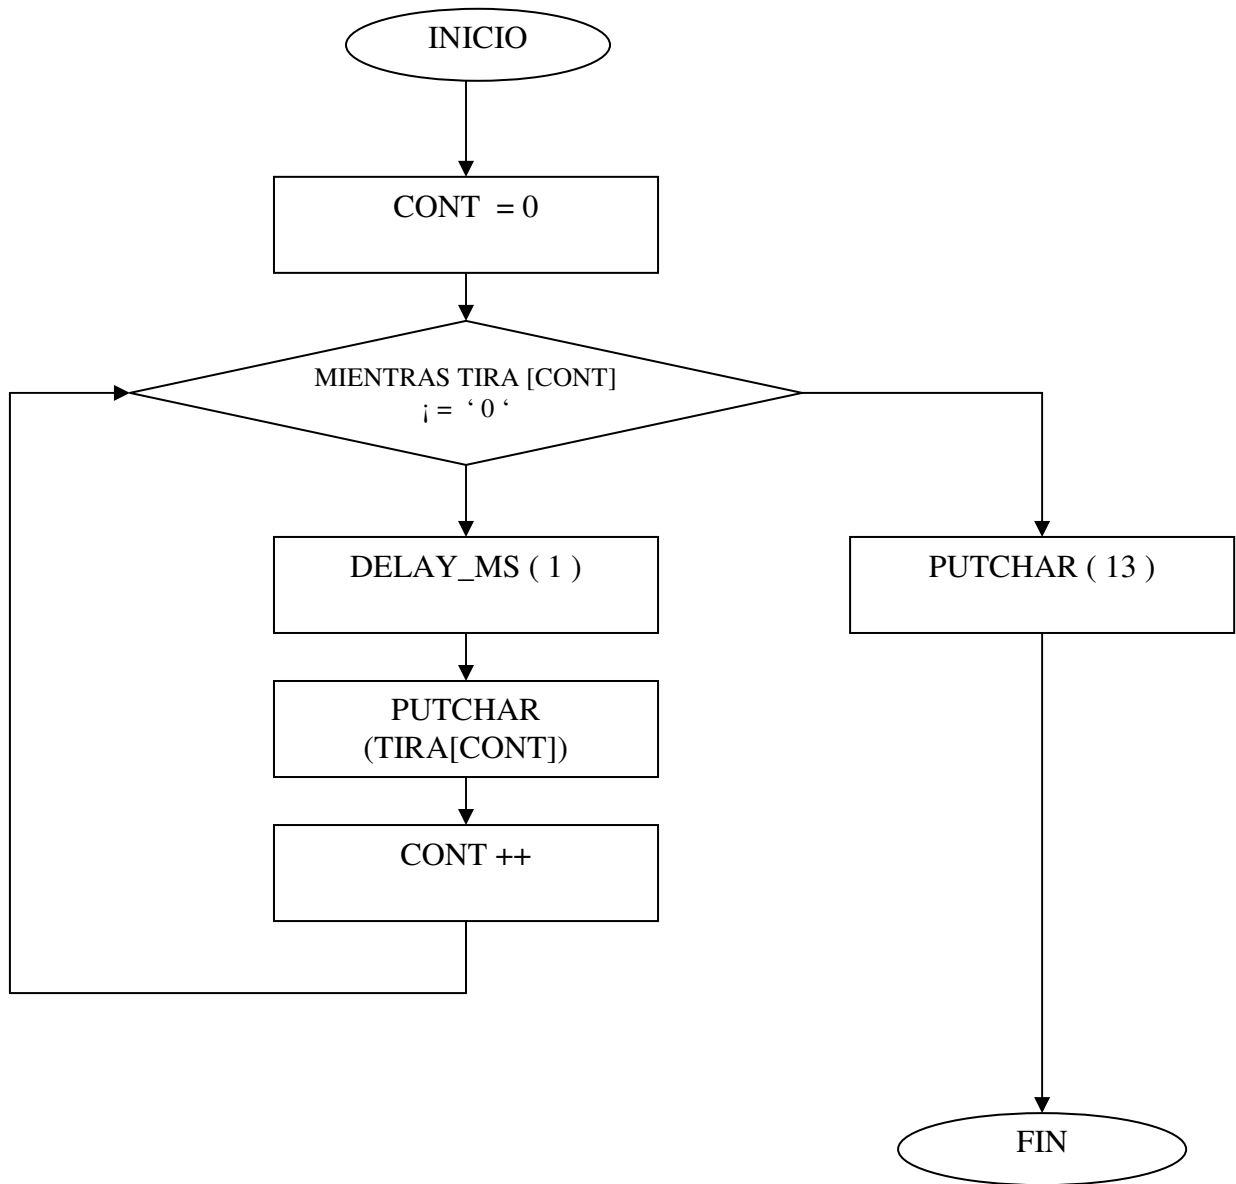 INICIO
CONT = 0
MIENTRAS TIRA [CONT]
¡ = ‘ 0 ‘
DELAY_MS ( 1 )
PUTCHAR ( 13 )
PUTCHAR
(TIRA[CONT])
CONT ++
FIN